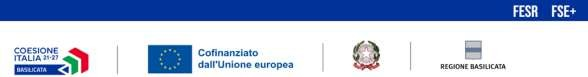 FESR FSE+
COESIONE
ITALIA 21-27
BASILICATA
Cofinanziato
dall'Unione europea
REGIONE BASILICATA